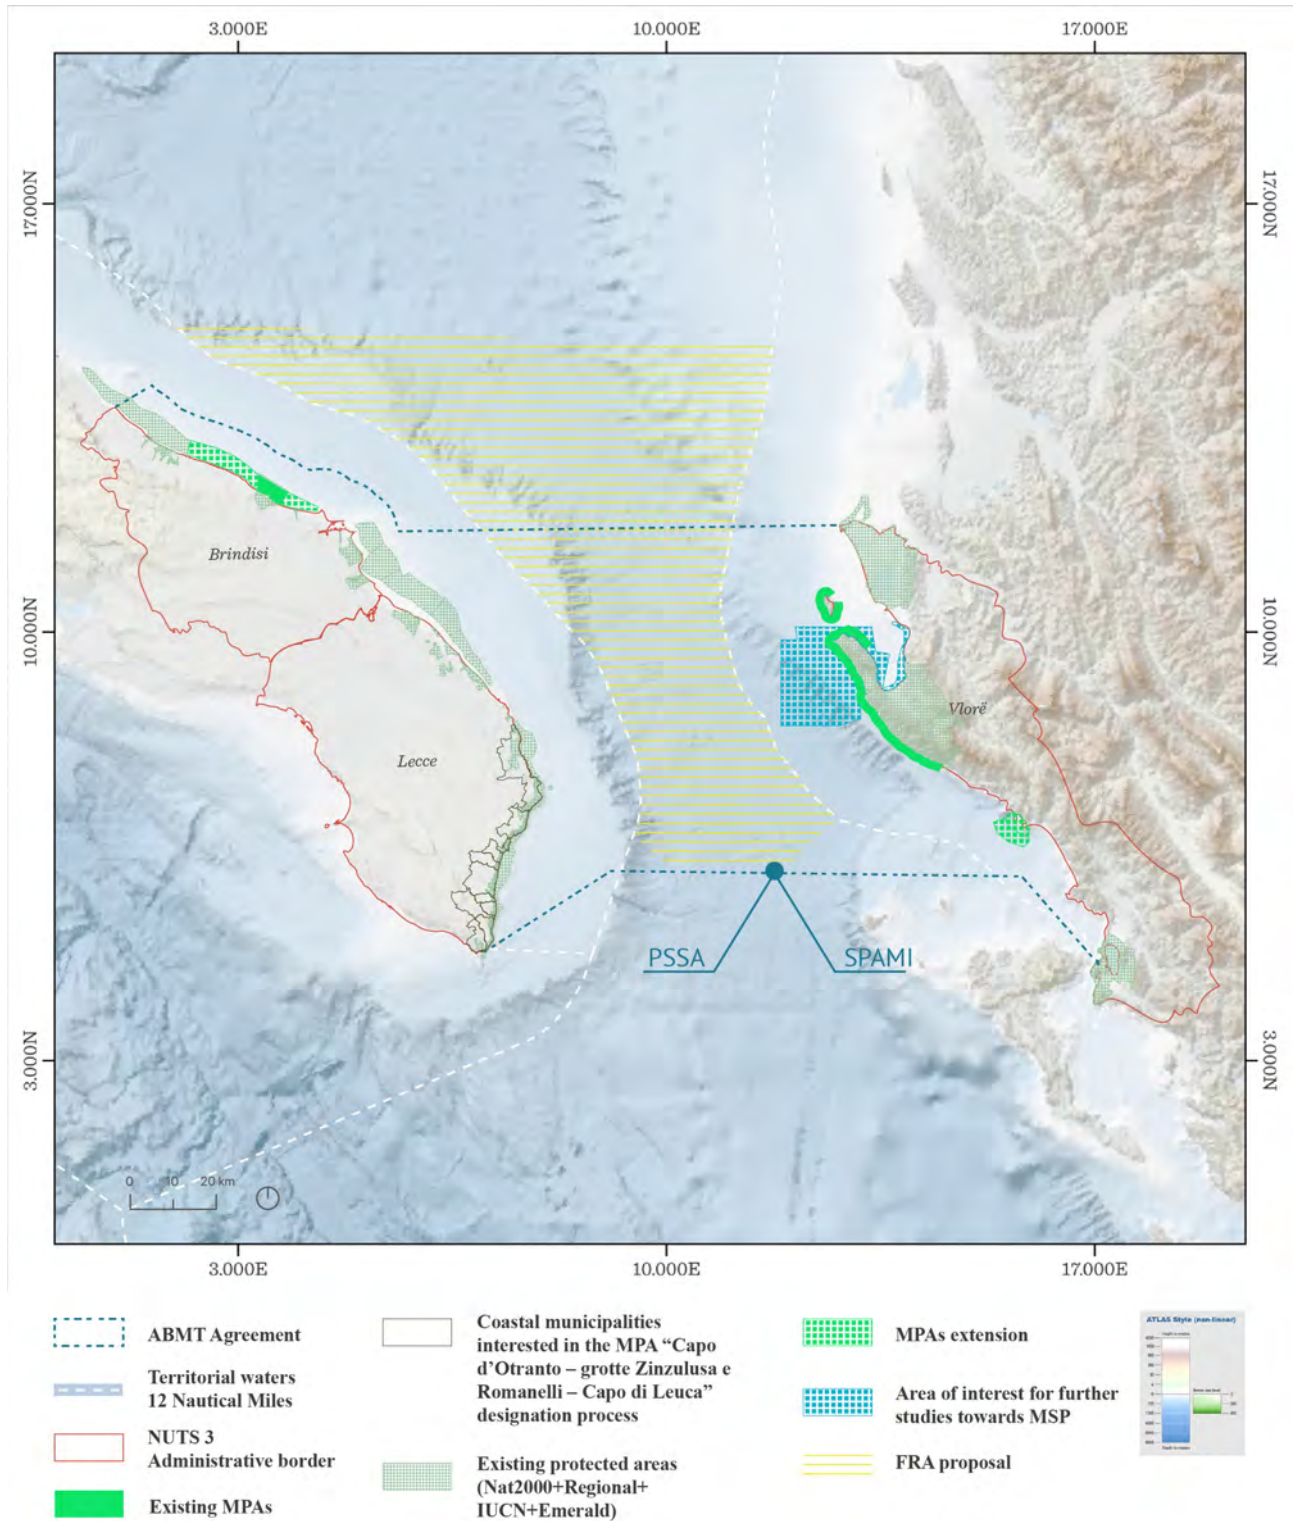 3.000E
10.000E
17.000E
17.000N
17.000N
Brindisi
10.000N
10.000N
Vlorë
Lecce
PSSA
SPAMI
3.000N
3.000N
0 10 20 km
3.000E
10.000E
17.000E
ABMT Agreement
Territorial waters
12 Nautical Miles
NUTS 3
Administrative border
Existing MPAs
Coastal municipalities
interested in the MPA “Capo
d’Otranto – grotte Zinzulusa e
Romanelli – Capo di Leuca”
designation process
Existing protected areas
(Nat2000+Regional+
IUCN+Emerald)
MPAs extension
Area of interest for further
studies towards MSP
FRA proposal
ATLAS Style (non-linear)